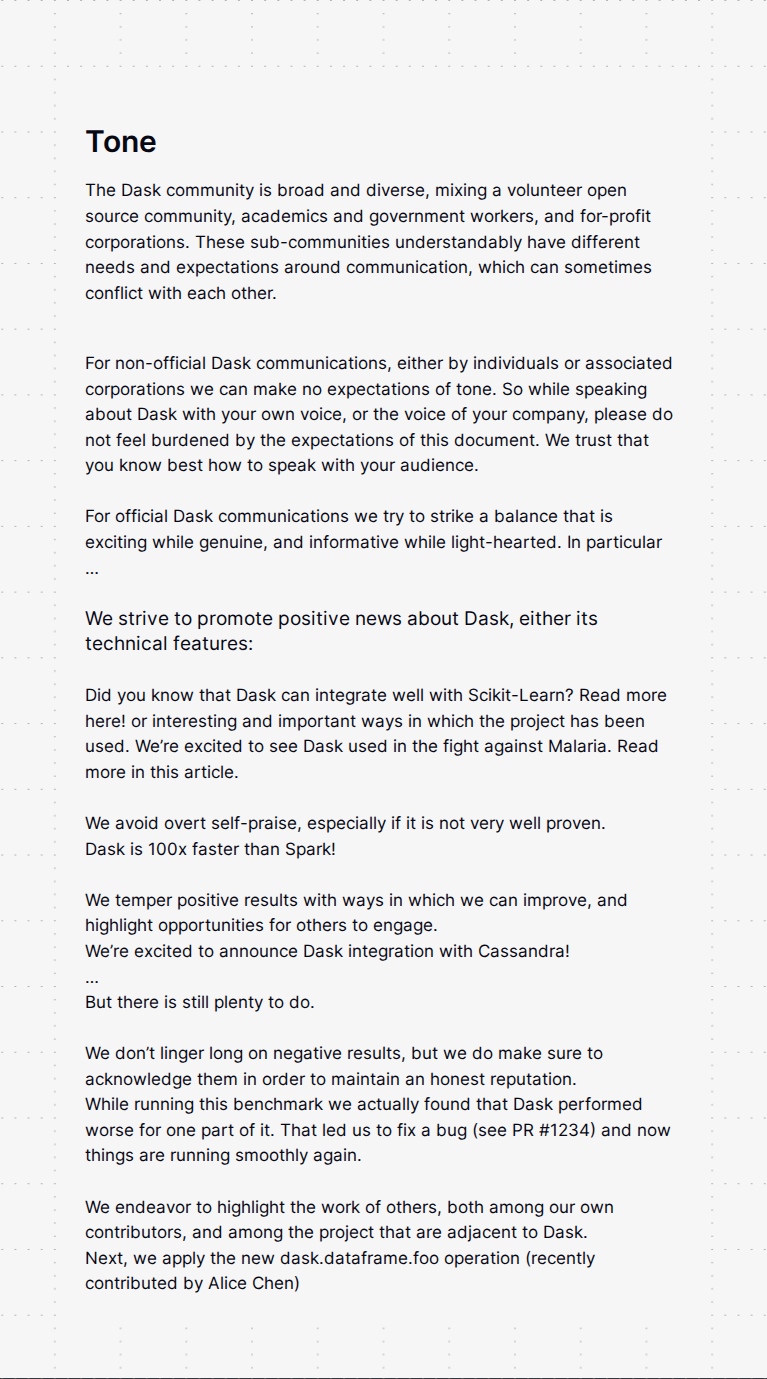 Tone
The Dask community is broad and diverse, mixing a volunteer open
source community, academics and government workers, and for-profit
corporations. These sub-communities understandably have different
needs and expectations around communication, which can sometimes
conflict with each other.
For non-official Dask communications, either by individuals or associated
corporations we can make no expectations of tone. So while speaking
about Dask with your own voice, or the voice of your company, please do
not feel burdened by the expectations of this document. We trust that
you know best how to speak with your audience.
For official Dask communications we try to strike a balance that is
exciting while genuine, and informative while light-hearted. In particular
...
We strive to promote positive news about Dask, either its
technical features:
Did you know that Dask can integrate well with Scikit-Learn? Read more
here! or interesting and important ways in which the project has been
used. We’re excited to see Dask used in the fight against Malaria. Read
more in this article.
We avoid overt self-praise, especially if it is not very well proven.
Dask is 100x faster than Spark!
We temper positive results with ways in which we can improve, and
highlight opportunities for others to engage.
We’re excited to announce Dask integration with Cassandra!
...
But there is still plenty to do.
We don’t linger long on negative results, but we do make sure to
acknowledge them in order to maintain an honest reputation.
While running this benchmark we actually found that Dask performed
worse for one part of it. That led us to fix a bug (see PR #1234) and now
things are running smoothly again.
We endeavor to highlight the work of others, both among our own
contributors, and among the project that are adjacent to Dask.
Next, we apply the new dask.dataframe.foo operation (recently
contributed by Alice Chen)